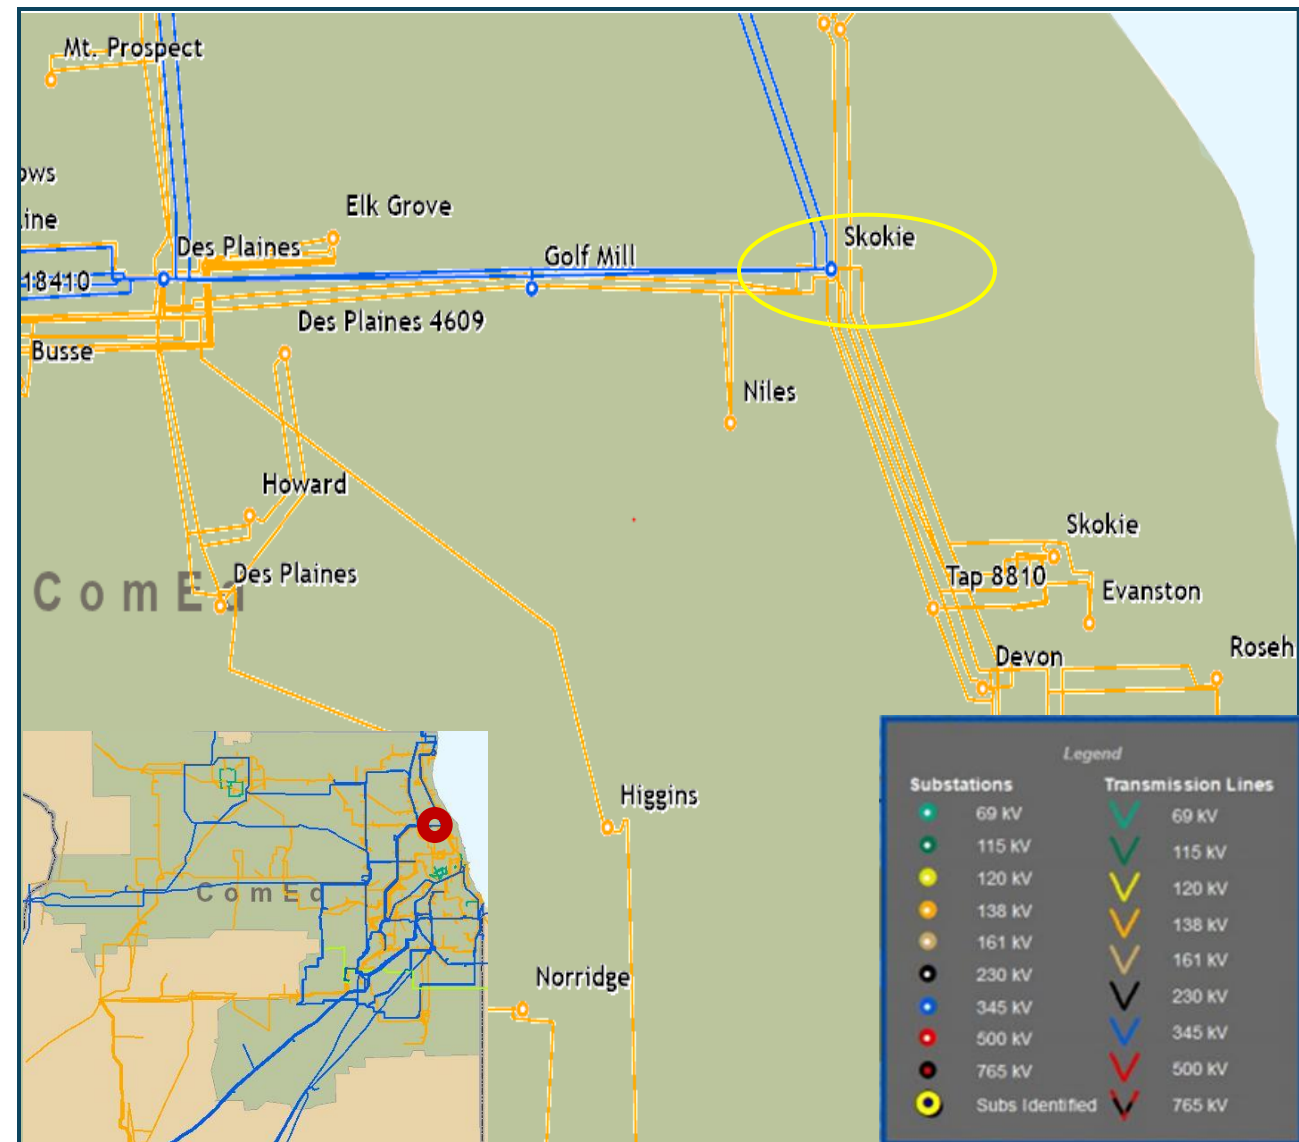 Mt. Prospect
ows
Elk Grove
ine
Skokie
Des Plaines
Golf Mill
18410
Des Plaines 4609
Busse
Niles
Howard
Skokie
Des Plaines
Tap 8810
ComEd
Evanston
Roseh
Devon
Higgins
Norridge
ComEd
Legend
Substations Transmission Lines
69 kV 69 kV
115 kV 115 kV
120 kV 120 kV
138 kV 138 kV
161 kV 161 kV
230 kV 230 kV
345 kV 345 kV
500 kV 500 kV
765 kV 765 kV
Subs Identified